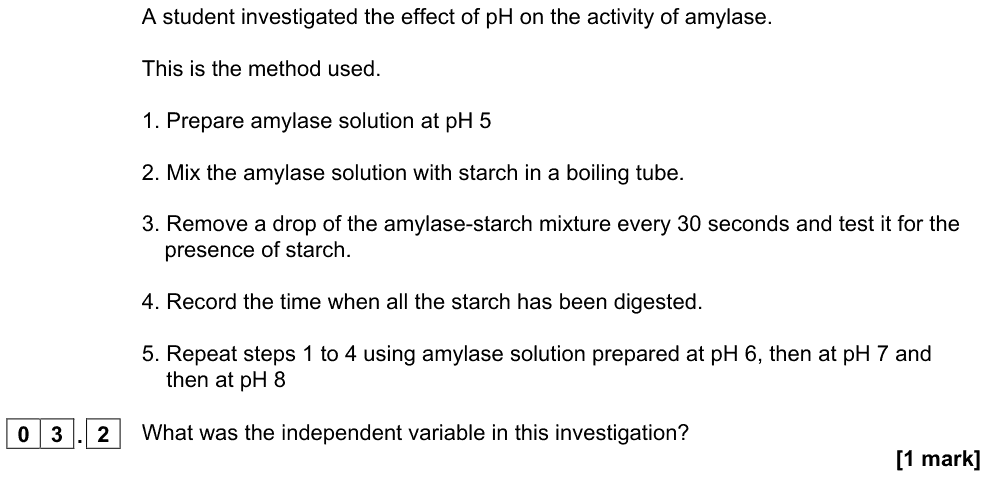 A student investigated the effect of pH on the activity of amylase.
This is the method used.
1. Prepare amylase solution at pH 5
2. Mix the amylase solution with starch in a boiling tube.
3. Remove a drop of the amylase-starch mixture every 30 seconds and test it for the
presence of starch.
4. Record the time when all the starch has been digested.
5. Repeat steps 1 to 4 using amylase solution prepared at pH 6, then at pH 7 and
then at pH 8
0 3 . 2 What was the independent variable in this investigation?
[1 mark]